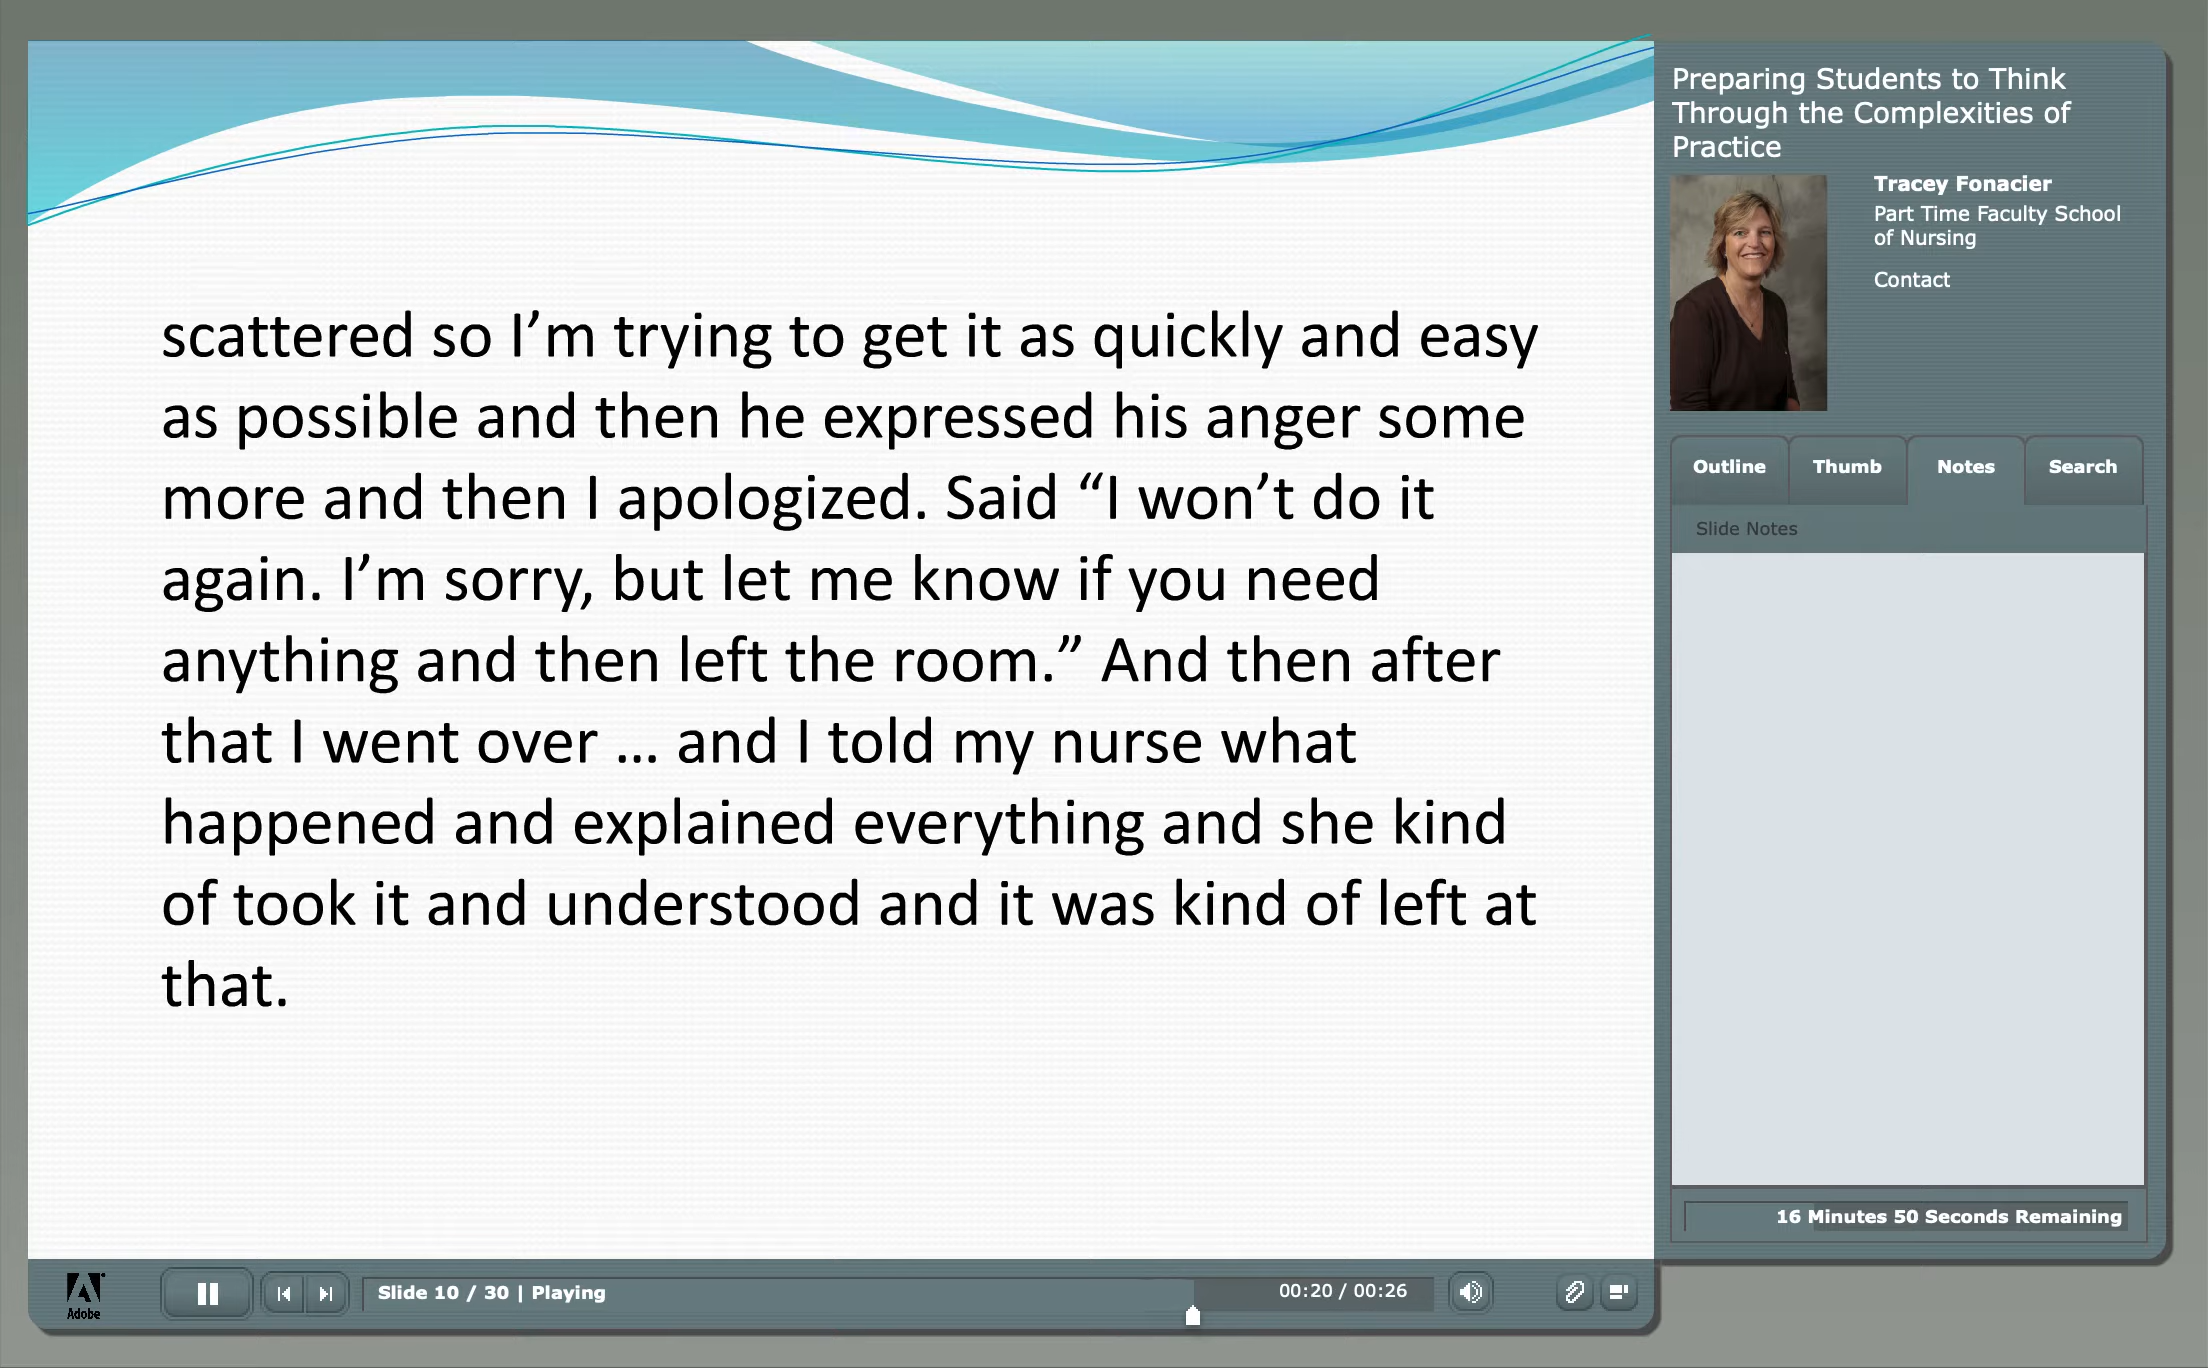 scattered so I’m trying to get it as quickly and easy
as possible and then he expressed his anger some
more and then I apologized. Said “I won’t do it
again. I’m sorry, but let me know if you need
anything and then left the room.” And then after
that I went over … and I told my nurse what
happened and explained everything and she kind
of took it and understood and it was kind of left at
that.
Preparing Students to Think
Through the Complexities of
Practice
Tracey Fonacier
Part Time Faculty School
of Nursing
Contact
Outline
Thumb
Notes
Search
Slide Notes
16 Minutes 50 Seconds Remaining
Adobe
Slide 10 / 30 | Playing
00:20 / 00:26